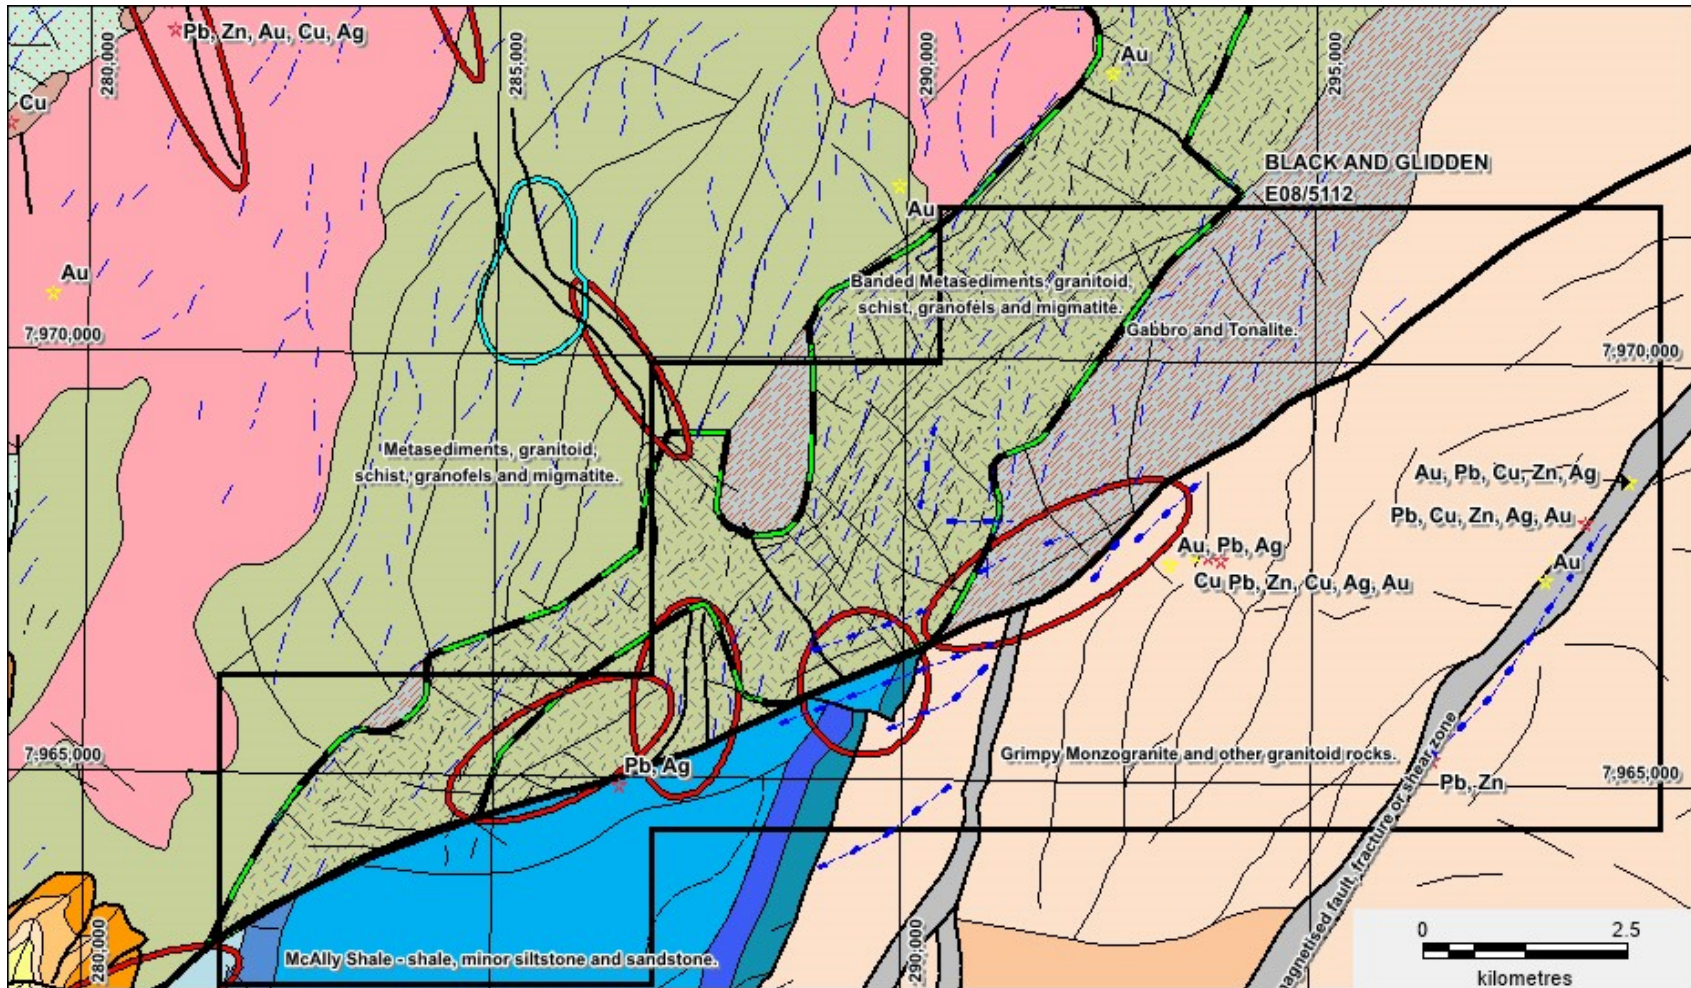 Pb, Zn, Au, Cu, Ag
280,000
285,000
290,000
295,000
Au
Cu
BLACK AND GLIDDEN
E08/5112
Au
Au
Banded Metasediments, granitoid,
schist, granofels and migmatite.
Gabbro and Tonalite.
7,970,000
7,970,000
Metasediments, granitoid,
schist, granofels and migmatite.
Au, Pb, Cu, Zn, Ag
Pb, Cu, Zn, Ag, Au
Au, Pb, Ag
Au
Cu
Pb, Zn, Cu, Ag, Au
7,965,000
Pb, Ag
Grimpy Monzogranite and other granitoid rocks.
7,965,000
Pb, Zn
magnetised fault, fracture or shear zone
280,000
290,000
McAlly Shale - shale, minor siltstone and sandstone.
0 2.5
kilometres